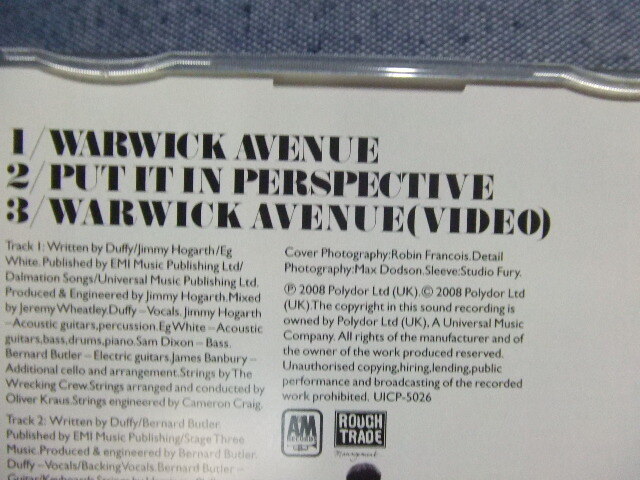 1/WARWICK AVENUE
2/PUT IT IN PERSPECTIVE
3/WARWICK AVENUE(VIDEO)
Track 1: Written by Duffy/Jimmy Hogarth/Eg
White. Published by EMI Music Publishing Ltd/
Dalmation Songs/Universal Music Publishing Ltd.
Produced & Engineered by Jimmy Hogarth. Mixed
by Jeremy Wheatley. Duffy – Vocals. Jimmy Hogarth
–Acoustic guitars, percussion. Eg White – Acoustic
guitars, bass, drums, piano. Sam Dixon – Bass.
Bernard Butler – Electric guitars. James Banbury –
Additional cello and arrangement. Strings by The
Wrecking Crew. Strings arranged and conducted by
Oliver Kraus. Strings engineered by Cameron Craig.
Track 2: Written by Duffy/Bernard Butler
Published by EMI Music Publishing/Stage Three
Music. Produced & engineered by Bernard Butler.
Duffy – Vocals/Backing Vocals. Bernard Butler –
Cover Photography: Robin Francois. Detail
Photography: Max Dodson. Sleeve: Studio Fury.
℗ 2008 Polydor Ltd (UK). © 2008 Polydor Ltd
(UK). The copyright in this sound recording is
owned by Polydor Ltd (UK), A Universal Music
Company. All rights of the manufacturer and of
the owner of the work produced reserved.
Unauthorised copying, hiring, lending, public
performance and broadcasting of the recorded
work prohibited. UICP-5026
A&M
RECORDS
ROUGH
TRADE
Management